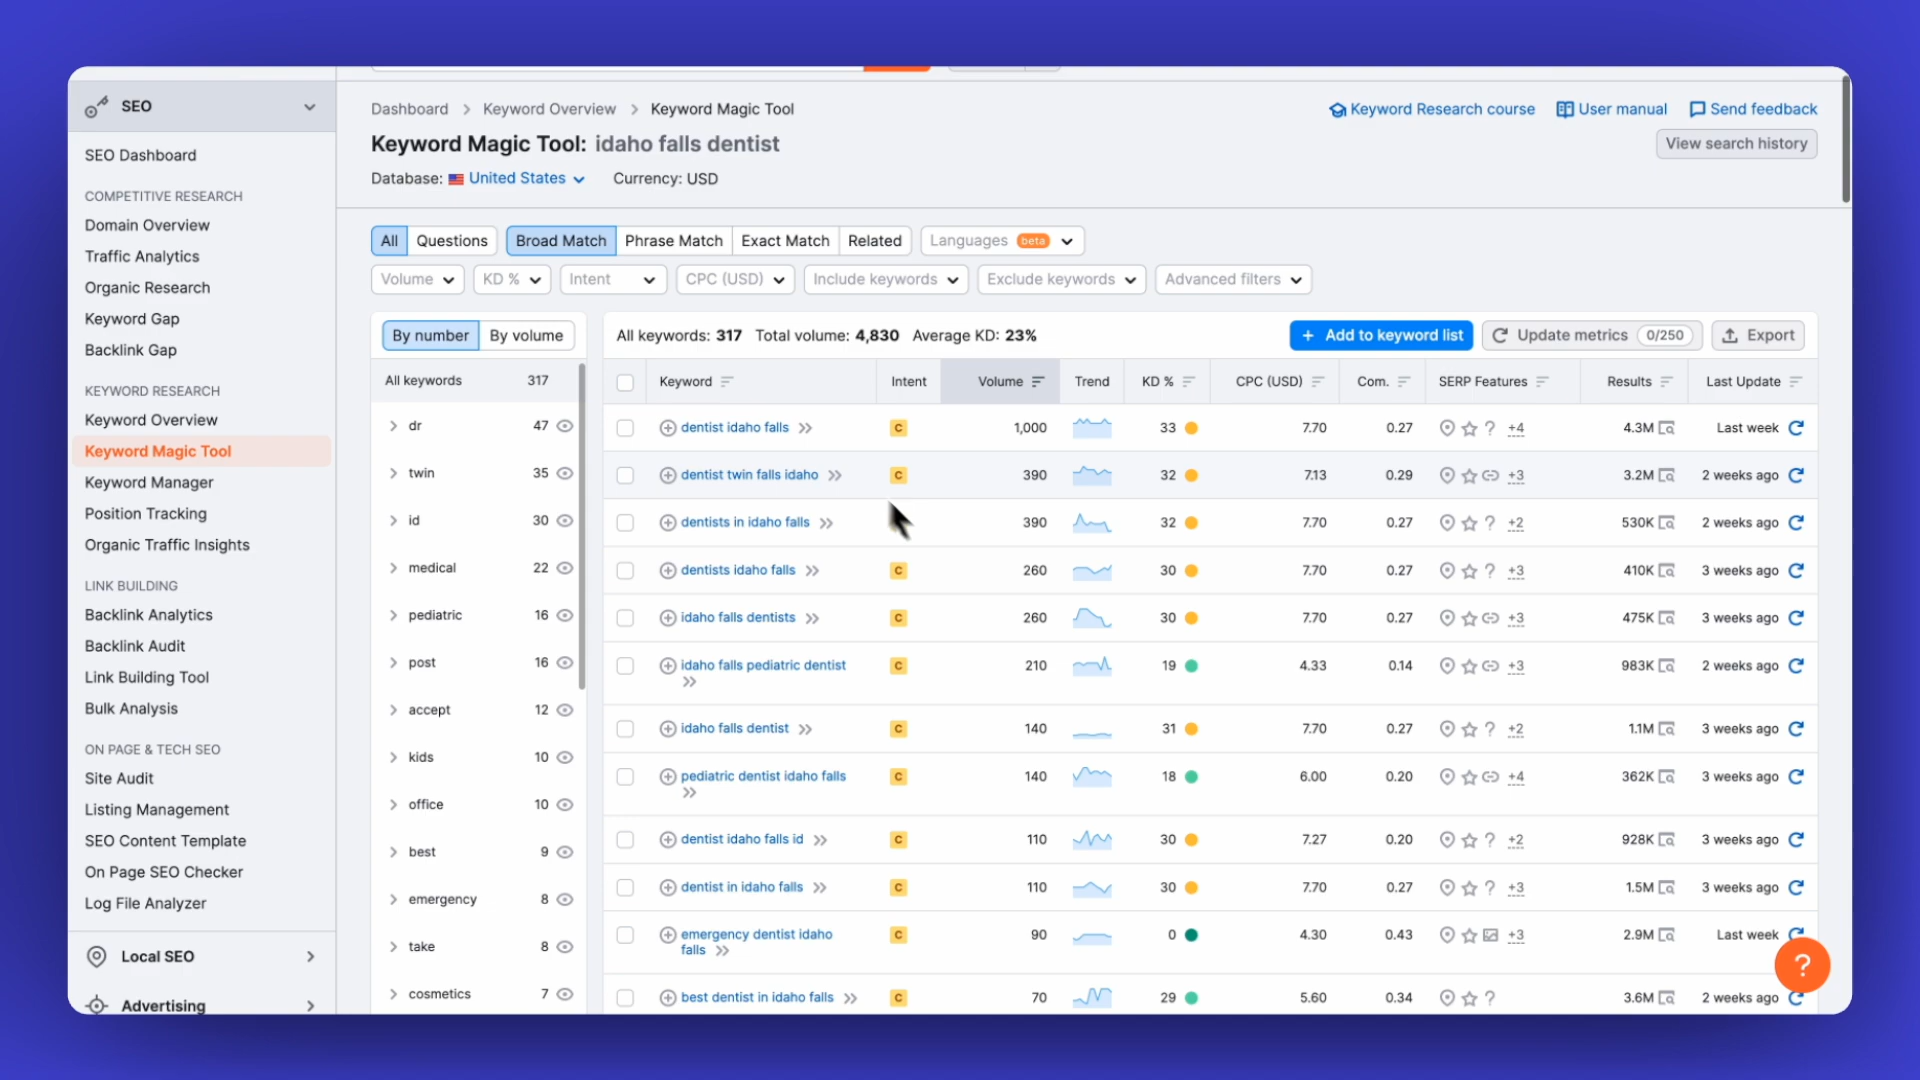 SEO
SEO Dashboard
COMPETITIVE RESEARCH
Domain Overview
Traffic Analytics
Organic Research
Keyword Gap
Backlink Gap
KEYWORD RESEARCH
Keyword Overview
Keyword Magic Tool
Keyword Manager
Position Tracking
Organic Traffic Insights
LINK BUILDING
Backlink Analytics
Backlink Audit
Link Building Tool
Bulk Analysis
ON PAGE & TECH SEO
Site Audit
Listing Management
SEO Content Template
On Page SEO Checker
Log File Analyzer
Local SEO
Advertising
Dashboard > Keyword Overview > Keyword Magic Tool
Keyword Research course User manual Send feedback
Keyword Magic Tool: idaho falls dentist
View search history
Database: United States Currency: USD
All Questions Broad Match Phrase Match Exact Match Related Languages beta
Volume KD % Intent CPC (USD) Include keywords Exclude keywords Advanced filters
By number By volume
All keywords 317
dr 47
twin 35
id 30
medical 22
pediatric 16
post 16
accept 12
kids 10
office 10
best 9
emergency 8
take 8
cosmetics 7
All keywords: 317 Total volume: 4,830 Average KD: 23%
+ Add to keyword list Update metrics 0/250 Export
Keyword Intent Volume Trend KD % CPC (USD) Com. SERP Features Results Last Update
dentist idaho falls C 1,000 33 7.70 0.27 ? +4 4.3M Last week
dentist twin falls idaho C 390 32 7.13 0.29 +3 3.2M 2 weeks ago
dentists in idaho falls C 390 32 7.70 0.27 ? +2 530K 2 weeks ago
dentists idaho falls C 260 30 7.70 0.27 ? +3 410K 3 weeks ago
idaho falls dentists C 260 30 7.70 0.27 +3 475K 3 weeks ago
idaho falls pediatric dentist C 210 19 4.33 0.14 +3 983K 2 weeks ago
idaho falls dentist C 140 31 7.70 0.27 ? +2 1.1M 3 weeks ago
pediatric dentist idaho falls C 140 18 6.00 0.20 +4 362K 3 weeks ago
dentist idaho falls id C 110 30 7.27 0.20 ? +2 928K 3 weeks ago
dentist in idaho falls C 110 30 7.70 0.27 ? +3 1.5M 3 weeks ago
emergency dentist idaho C 90 0 4.30 0.43 +3 2.9M Last week
falls
best dentist in idaho falls C 70 29 5.60 0.34 ? 3.6M 2 weeks ago
?